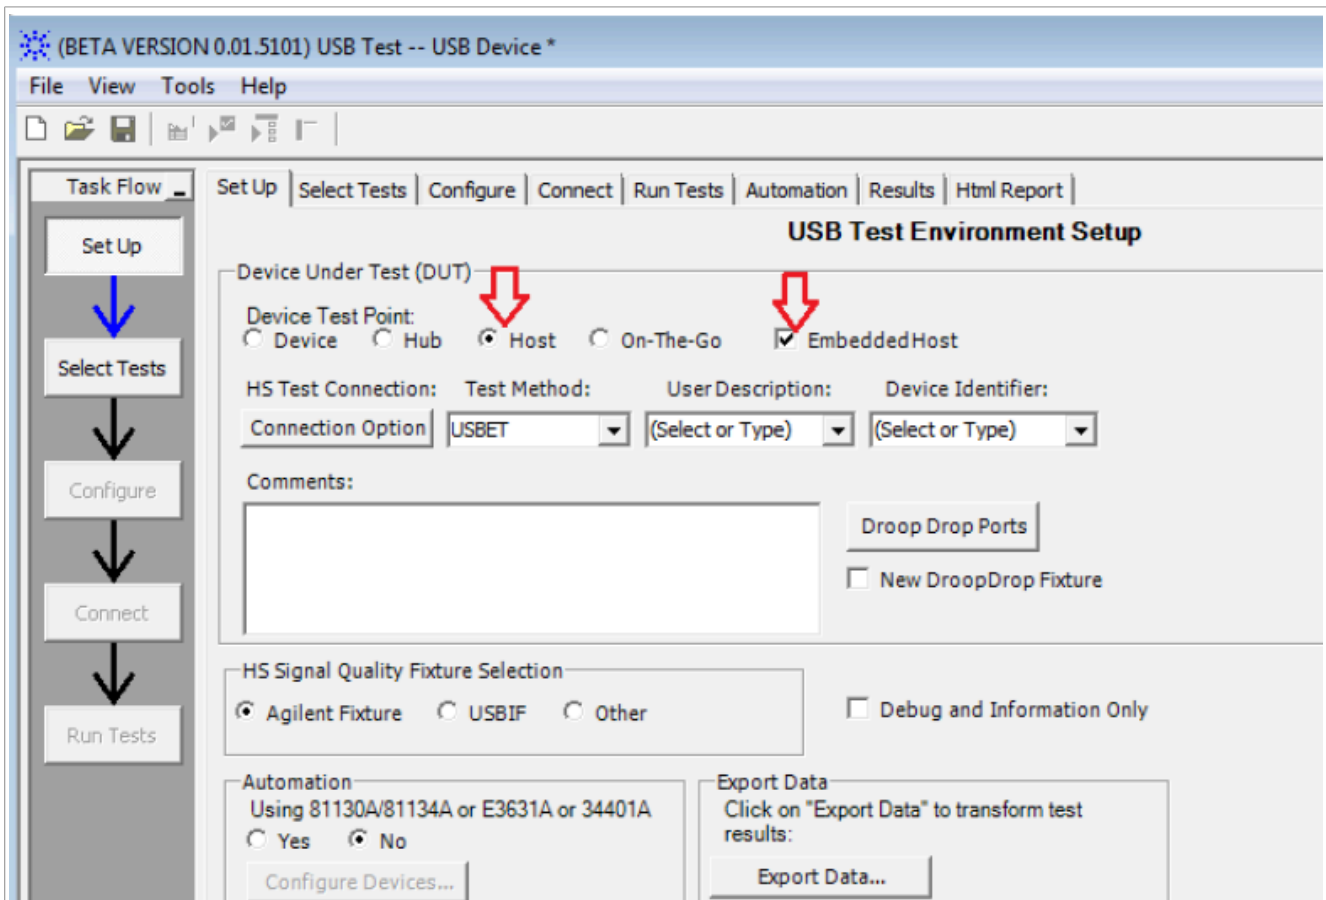 (BETA VERSION 0.01.5101) USB Test -- USB Device *
File View Tools Help
Task Flow _
Set Up Select Tests Configure Connect Run Tests Automation Results Html Report
USB Test Environment Setup
Set Up
Select Tests
Configure
Connect
Run Tests
Device Under Test (DUT)
Device Test Point:
Device Hub Host On-The-Go Embedded Host
HS Test Connection: Test Method: User Description: Device Identifier:
Connection Option USBET (Select or Type) (Select or Type)
Comments:
Droop Drop Ports
New DroopDrop Fixture
HS Signal Quality Fixture Selection
Agilent Fixture USBIF Other
Debug and Information Only
Automation
Using 81130A/81134A or E3631A or 34401A
Yes No
Configure Devices...
Export Data
Click on "Export Data" to transform test
results:
Export Data...